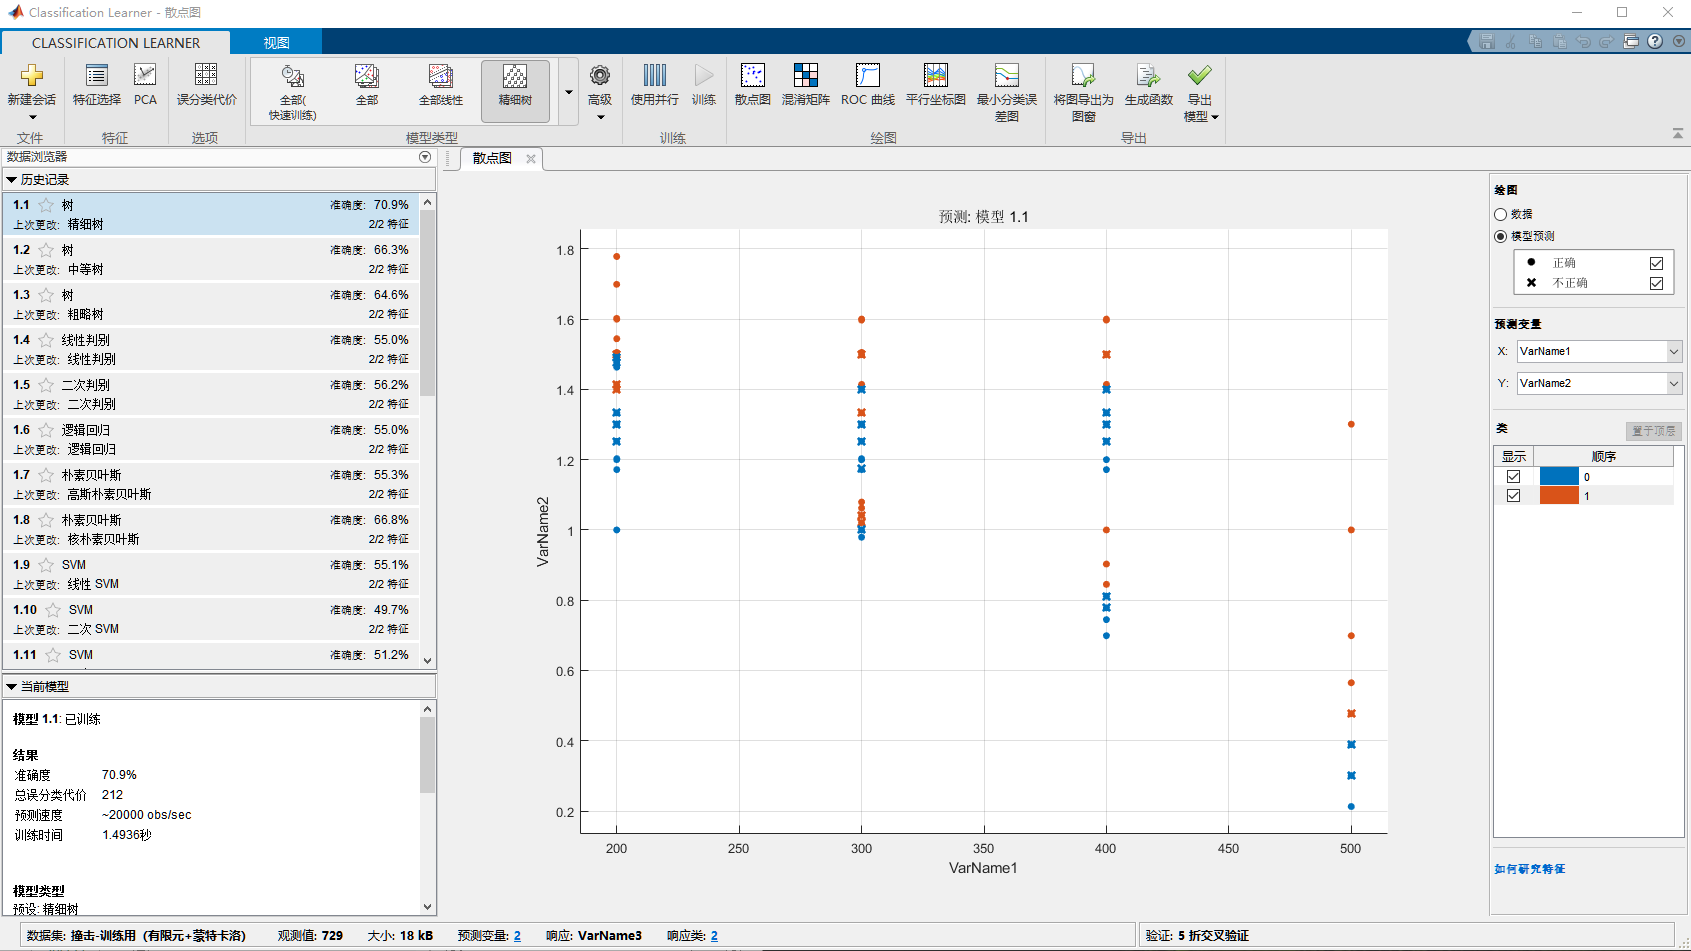 Classification Learner - 散点图
CLASSIFICATION LEARNER
视图
新建会话
特征选择
PCA
误分类代价
全部(
快速训练)
全部
全部线性
精细树
高级
使用并行
训练
散点图
混淆矩阵
ROC 曲线
平行坐标图
最小分类误
差图
将图导出为
图窗
生成函数
导出
模型
文件
特征
选项
模型类型
训练
绘图
导出
数据浏览器
历史记录
1.1 树 准确度: 70.9%
上次更改: 精细树 2/2 特征
1.2 树 准确度: 66.3%
上次更改: 中等树 2/2 特征
1.3 树 准确度: 64.6%
上次更改: 粗略树 2/2 特征
1.4 线性判别 准确度: 55.0%
上次更改: 线性判别 2/2 特征
1.5 二次判别 准确度: 56.2%
上次更改: 二次判别 2/2 特征
1.6 逻辑回归 准确度: 55.0%
上次更改: 逻辑回归 2/2 特征
1.7 朴素贝叶斯 准确度: 55.3%
上次更改: 高斯朴素贝叶斯 2/2 特征
1.8 朴素贝叶斯 准确度: 66.8%
上次更改: 核朴素贝叶斯 2/2 特征
1.9 SVM 准确度: 55.1%
上次更改: 线性 SVM 2/2 特征
1.10 SVM 准确度: 49.7%
上次更改: 二次 SVM 2/2 特征
1.11 SVM 准确度: 51.2%
当前模型
模型 1.1: 已训练
结果
准确度 70.9%
总误分类代价 212
预测速度 ~20000 obs/sec
训练时间 1.4936秒
模型类型
预设: 精细树
散点图
预测: 模型 1.1
1.8
1.6
1.4
1.2
1
0.8
0.6
0.4
0.2
VarName2
200 250 300 350 400 450 500
VarName1
绘图
数据
模型预测
正确
不正确
预测变量
X: VarName1
Y: VarName2
类
置于顶层
显示 顺序
0
1
如何研究特征
数据集: 撞击-训练用（有限元+蒙特卡洛） 观测值: 729 大小: 18 kB 预测变量: 2 响应: VarName3 响应类: 2
验证: 5 折交叉验证